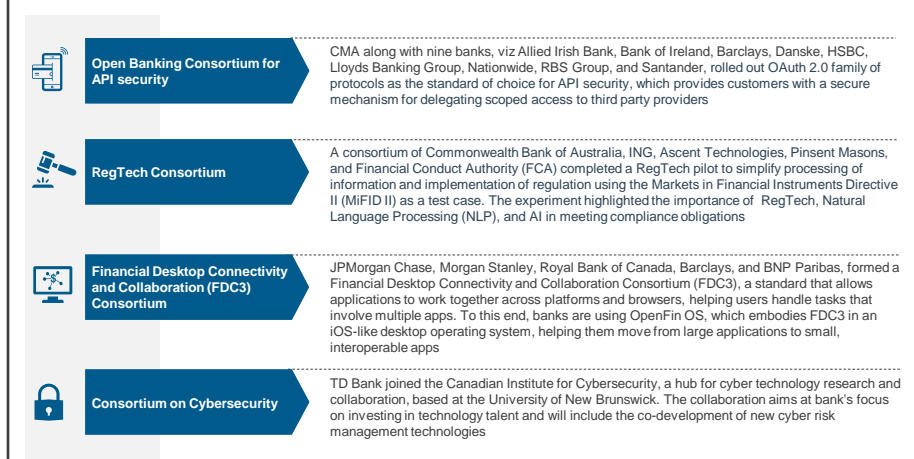 Open Banking Consortium for
API security
CMA along with nine banks, viz Allied Irish Bank, Bank of Ireland, Barclays, Danske, HSBC,
Lloyds Banking Group, Nationwide, RBS Group, and Santander, rolled out OAuth 2.0 family of
protocols as the standard of choice for API security, which provides customers with a secure
mechanism for delegating scoped access to third party providers
RegTech Consortium
A consortium of Commonwealth Bank of Australia, ING, Ascent Technologies, Pinsent Masons,
and Financial Conduct Authority (FCA) completed a RegTech pilot to simplify processing of
information and implementation of regulation using the Markets in Financial Instruments Directive
II (MiFID II) as a test case. The experiment highlighted the importance of RegTech, Natural
Language Processing (NLP), and AI in meeting compliance obligations
Financial Desktop Connectivity
and Collaboration (FDC3)
Consortium
JPMorgan Chase, Morgan Stanley, Royal Bank of Canada, Barclays, and BNP Paribas, formed a
Financial Desktop Connectivity and Collaboration Consortium (FDC3), a standard that allows
applications to work together across platforms and browsers, helping users handle tasks that
involve multiple apps. To this end, banks are using OpenFin OS, which embodies FDC3 in an
iOS-like desktop operating system, helping them move from large applications to small,
interoperable apps
Consortium on Cybersecurity
TD Bank joined the Canadian Institute for Cybersecurity, a hub for cyber technology research and
collaboration, based at the University of New Brunswick. The collaboration aims at bank's focus
on investing in technology talent and will include the co-development of new cyber risk
management technologies